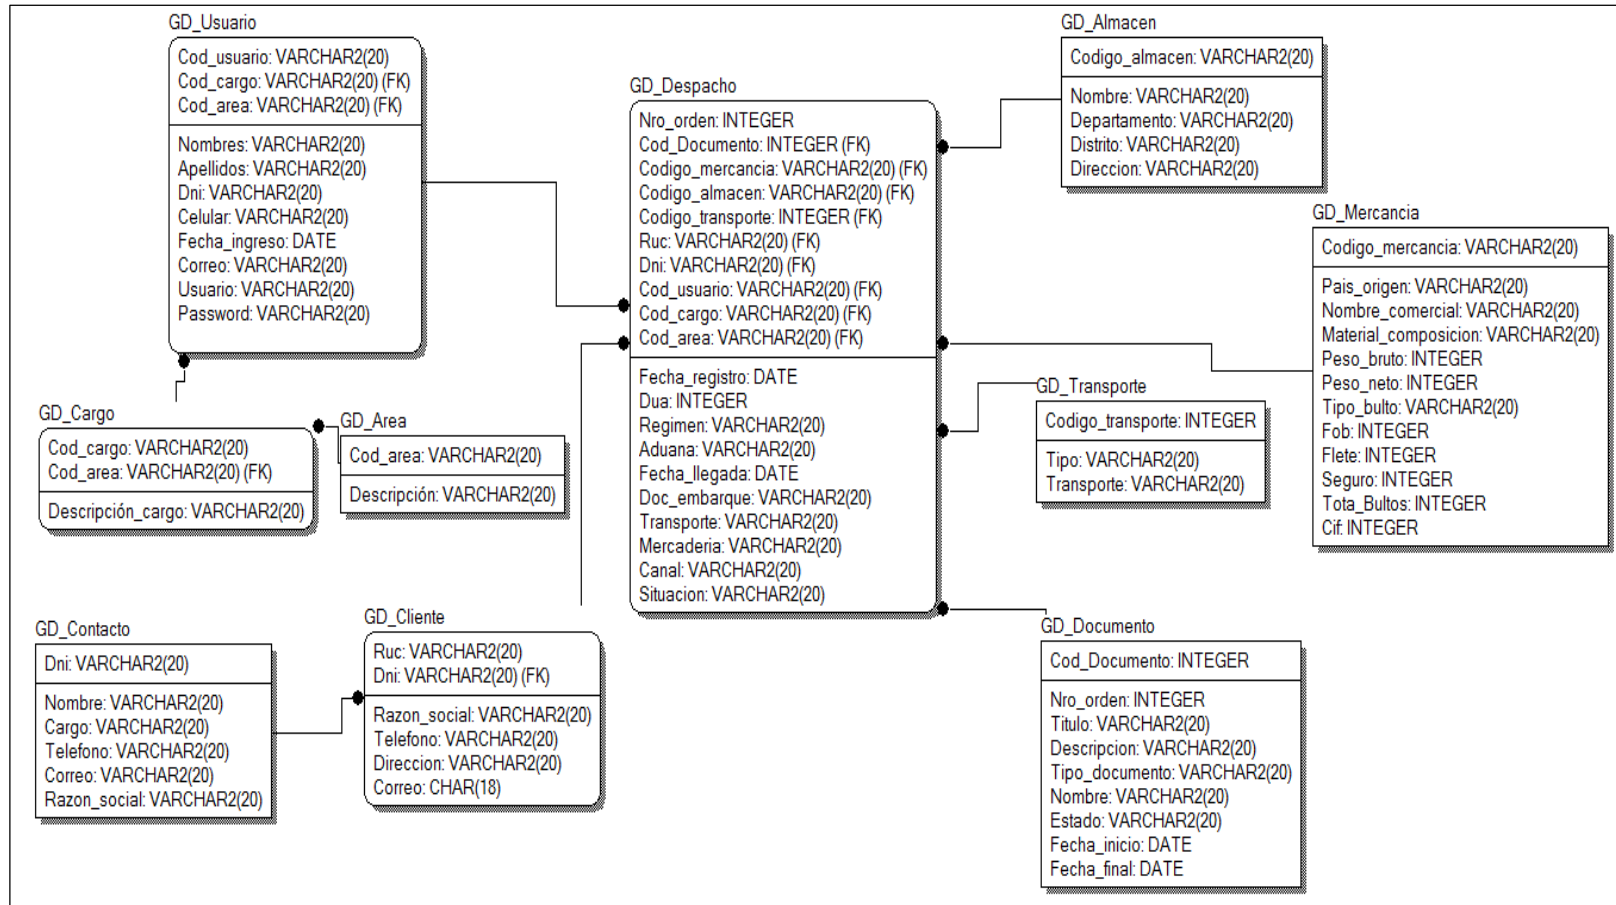 GD_Usuario
Cod_usuario: VARCHAR2(20)
Cod_cargo: VARCHAR2(20) (FK)
Cod_area: VARCHAR2(20) (FK)
Nombres: VARCHAR2(20)
Apellidos: VARCHAR2(20)
Dni: VARCHAR2(20)
Celular: VARCHAR2(20)
Fecha_ingreso: DATE
Correo: VARCHAR2(20)
Usuario: VARCHAR2(20)
Password: VARCHAR2(20)
GD_Despacho
Nro_orden: INTEGER
Cod_Documento: INTEGER (FK)
Codigo_mercancia: VARCHAR2(20) (FK)
Codigo_almacen: VARCHAR2(20) (FK)
Codigo_transporte: INTEGER (FK)
Ruc: VARCHAR2(20) (FK)
Dni: VARCHAR2(20) (FK)
Cod_usuario: VARCHAR2(20) (FK)
Cod_cargo: VARCHAR2(20) (FK)
Cod_area: VARCHAR2(20) (FK)
Fecha_registro: DATE
Dua: INTEGER
Regimen: VARCHAR2(20)
Aduana: VARCHAR2(20)
Fecha_llegada: DATE
Doc_embarque: VARCHAR2(20)
Transporte: VARCHAR2(20)
Mercaderia: VARCHAR2(20)
Canal: VARCHAR2(20)
Situacion: VARCHAR2(20)
GD_Almacen
Codigo_almacen: VARCHAR2(20)
Nombre: VARCHAR2(20)
Departamento: VARCHAR2(20)
Distrito: VARCHAR2(20)
Direccion: VARCHAR2(20)
GD_Mercancia
Codigo_mercancia: VARCHAR2(20)
Pais_origen: VARCHAR2(20)
Nombre_comercial: VARCHAR2(20)
Material_composicion: VARCHAR2(20)
Peso_bruto: INTEGER
Peso_neto: INTEGER
Tipo_bulto: VARCHAR2(20)
Fob: INTEGER
Flete: INTEGER
Seguro: INTEGER
Tota_Bultos: INTEGER
Cif: INTEGER
GD_Transporte
Codigo_transporte: INTEGER
Tipo: VARCHAR2(20)
Transporte: VARCHAR2(20)
GD_Cargo
Cod_cargo: VARCHAR2(20)
Cod_area: VARCHAR2(20) (FK)
Descripción_cargo: VARCHAR2(20)
GD_Area
Cod_area: VARCHAR2(20)
Descripción: VARCHAR2(20)
GD_Contacto
Dni: VARCHAR2(20)
Nombre: VARCHAR2(20)
Cargo: VARCHAR2(20)
Telefono: VARCHAR2(20)
Correo: VARCHAR2(20)
Razon_social: VARCHAR2(20)
GD_Cliente
Ruc: VARCHAR2(20)
Dni: VARCHAR2(20) (FK)
Razon_social: VARCHAR2(20)
Telefono: VARCHAR2(20)
Direccion: VARCHAR2(20)
Correo: CHAR(18)
GD_Documento
Cod_Documento: INTEGER
Nro_orden: INTEGER
Titulo: VARCHAR2(20)
Descripcion: VARCHAR2(20)
Tipo_documento: VARCHAR2(20)
Nombre: VARCHAR2(20)
Estado: VARCHAR2(20)
Fecha_inicio: DATE
Fecha_final: DATE